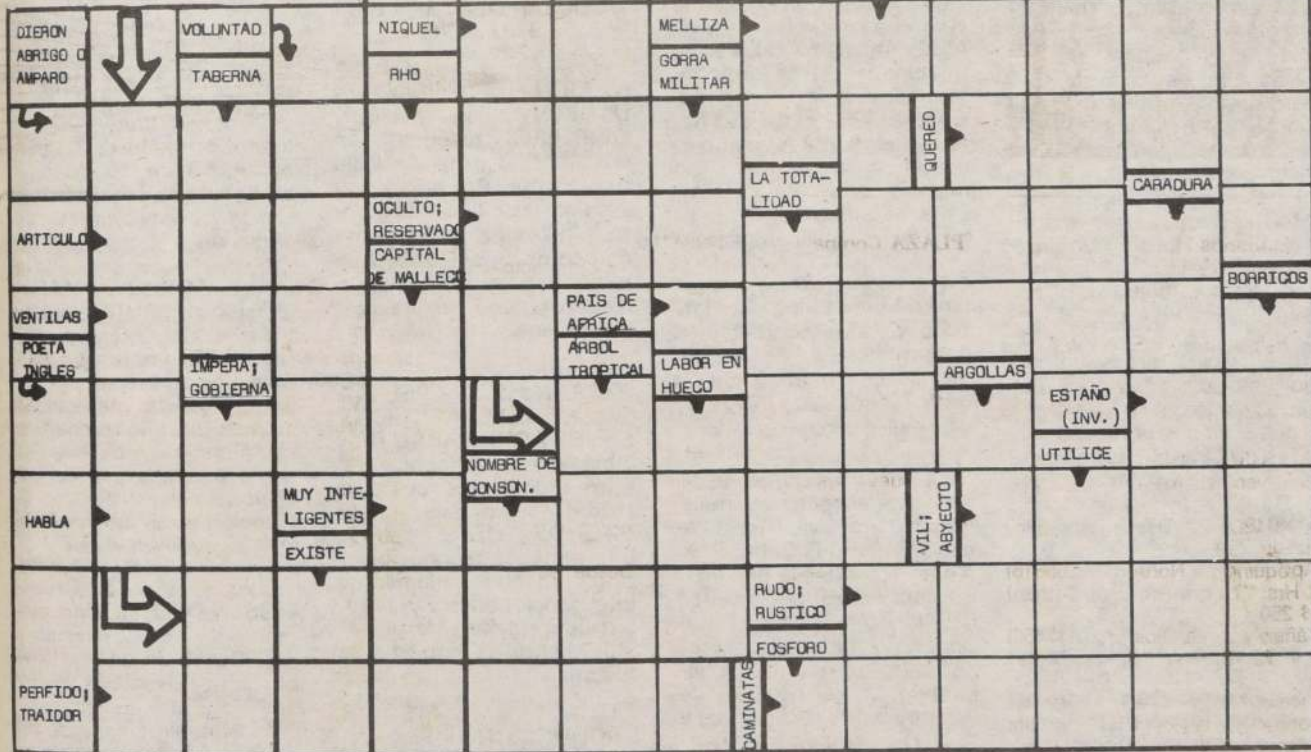 DIERON
ABRIGO O
AMPARO
VOLUNTAD
TABERNA
NIQUEL
RHO
MELLIZA
GORRA
MILITAR
QUERED
LA TOTA-
LIDAD
CARADURA
ARTICULO
OCULTO;
RESERVADO
CAPITAL
DE MALLECO
BORRICOS
VENTILAS
POETA
INGLES
IMPERA;
GOBIERNA
PAIS DE
AFRICA
ARBOL
TROPICAL
LABOR EN
HUECO
ARGOLLAS
ESTAÑO
(INV.)
UTILICE
NOMBRE DE
CONSON.
HABLA
MUY INTE-
LIGENTES
EXISTE
VIL;
ABYECTO
RUDO;
RUSTICO
FOSFORO
PERFIDO;
TRAIDOR
CAMINATAS